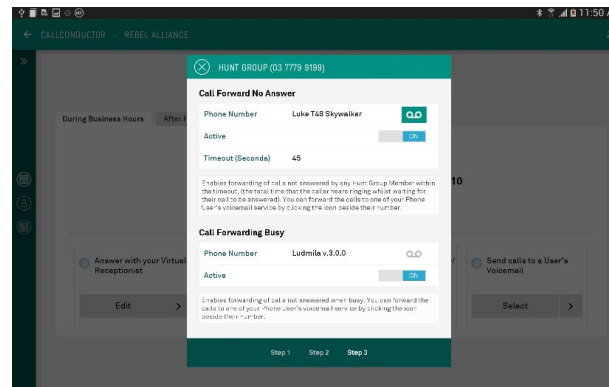 11:50
CALLCONDUCTOR - REBEL ALLIANCE
HUNT GROUP (03 7779 9199)
Call Forward No Answer
Phone Number Luke T48 Skywalker
Active ON
Timeout (Seconds) 45
Enables forwarding of calls not answered by any Hunt Group Member within
the timeout, (the total time that the caller hears ringing whilst waiting for
their call to be answered). You can forward the calls to one of your Phone
User's voicemail service by clicking the icon beside their number.
Call Forwarding Busy
Phone Number Ludmila v.3.0.0
Active ON
Enables forwarding of calls not answered when busy. You can forward the
calls to one of your Phone User's voicemail service by clicking the icon
beside their number.
Step 1 Step 2 Step 3
During Business Hours After
10
Answer with your Virtual
Receptionist
Edit
Send calls to a User's
Voicemail
Select